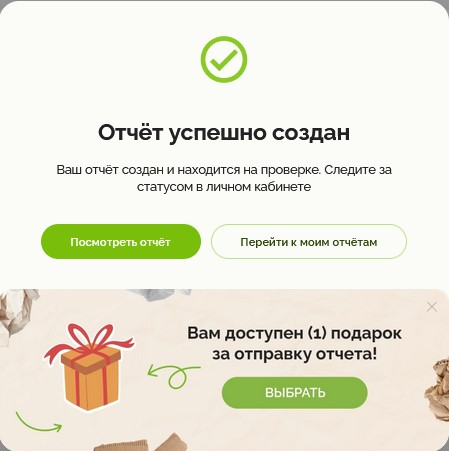 Отчёт успешно создан
Ваш отчёт создан и находится на проверке. Следите за
статусом в личном кабинете
Посмотреть отчёт
Перейти к моим отчётам
Вам доступен (1) подарок
за отправку отчета!
ВЫБРАТЬ